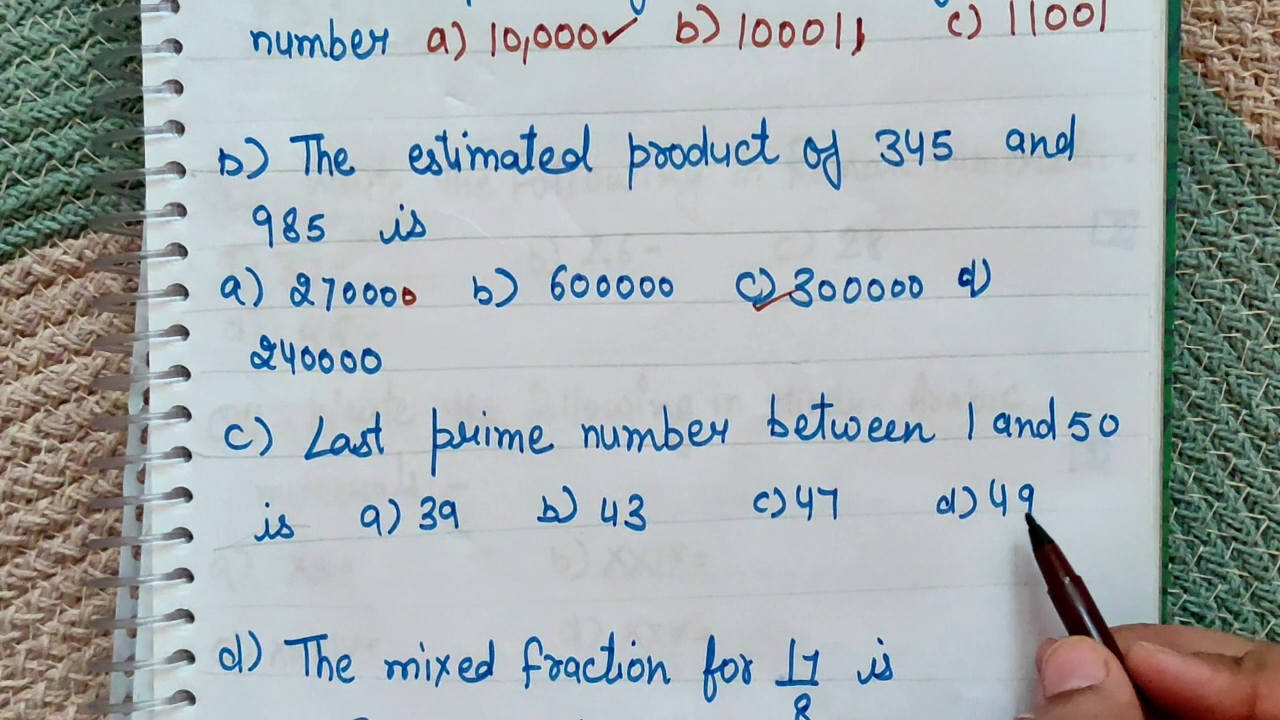 number a) 10,000✓ b) 10001, c) 11001
b) The estimated product of 345 and
985 is
a) 270000 b) 600000 c) 300000 d)
240000
c) Last prime number between 1 and 50
is a) 39 b) 43 c) 47 d) 49
d) The mixed fraction for 17/8 is